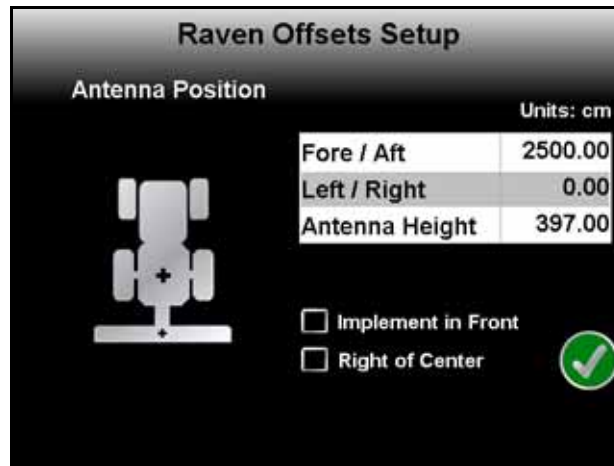 Raven Offsets Setup
Antenna Position
Units: cm
Fore / Aft 2500.00
Left / Right 0.00
Antenna Height 397.00
Implement in Front
Right of Center